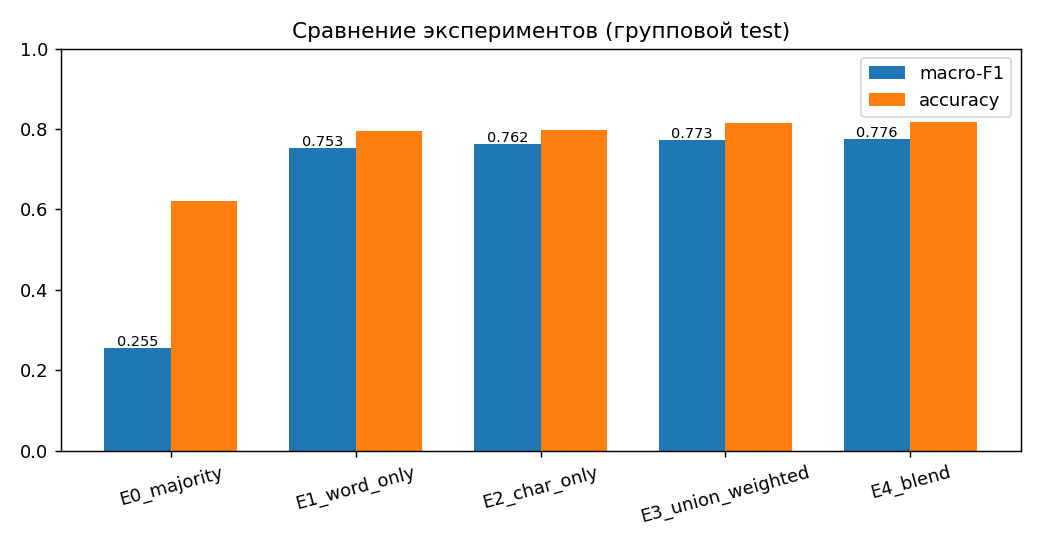 Сравнение экспериментов (групповой test)
macro-F1
accuracy
1.0
0.8
0.6
0.4
0.2
0.0
0.255
0.753
0.762
0.773
0.776
E0_majority
E1_word_only
E2_char_only
E3_union_weighted
E4_blend